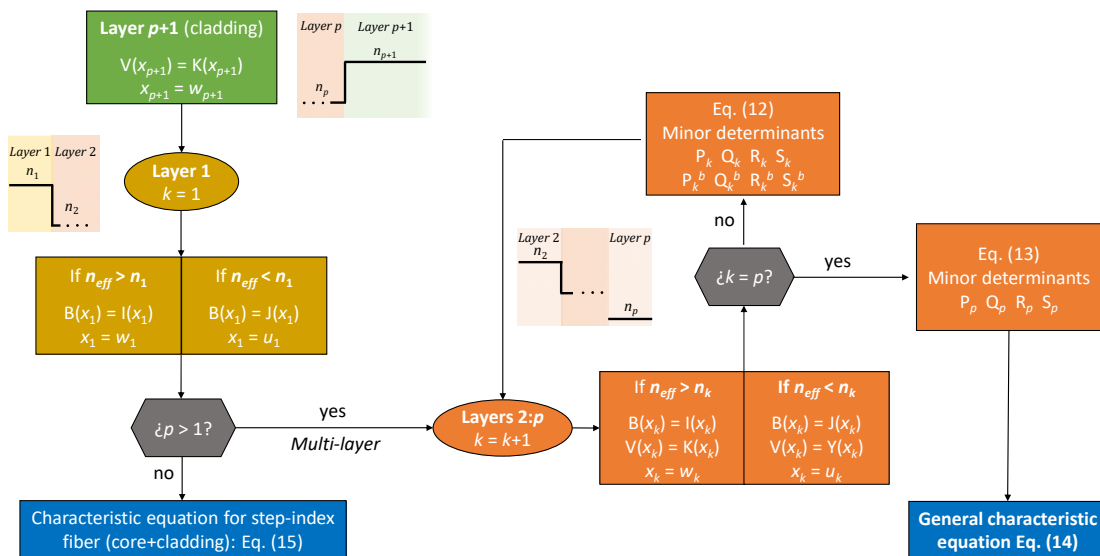 Layer p+1 (cladding)
V(xₚ₊₁) = K(xₚ₊₁)
xₚ₊₁ = wₚ₊₁
Layer p
Layer p+1
nₚ₊₁
nₚ
Layer 1
Layer 2
n₁
n₂
Layer 1
k = 1
If n_eff > n₁
B(x₁) = I(x₁)
x₁ = w₁
If n_eff < n₁
B(x₁) = J(x₁)
x₁ = u₁
¿p > 1?
yes
Multi-layer
no
Characteristic equation for step-index
fiber (core+cladding): Eq. (15)
Layers 2:p
k = k+1
If n_eff > nₖ
B(xₖ) = I(xₖ)
V(xₖ) = K(xₖ)
xₖ = wₖ
If n_eff < nₖ
B(xₖ) = J(xₖ)
V(xₖ) = Y(xₖ)
xₖ = uₖ
Layer 2
Layer p
n₂
nₚ
¿k = p?
no
yes
Eq. (12)
Minor determinants
Pₖ Qₖ Rₖ Sₖ
Pₖᵇ Qₖᵇ Rₖᵇ Sₖᵇ
Eq. (13)
Minor determinants
Pₚ Qₚ Rₚ Sₚ
General characteristic
equation Eq. (14)